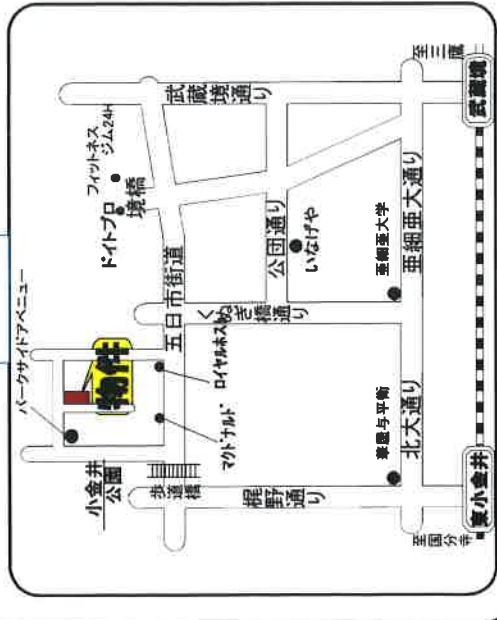 パークサイドアベニュー
小金井
公園
物件
マクドナルド
ロイヤルホスト
歩道橋
五日市街道
ドイトプロ
境橋
フィットネス
ジム24H
武蔵境通り
梶野通り
くぬぎ橋通り
公団通り
いなげや
華屋与平衛
亜細亜大学
北大通り
亜細亜大通り
至三鷹
至国分寺
東小金井
武蔵境